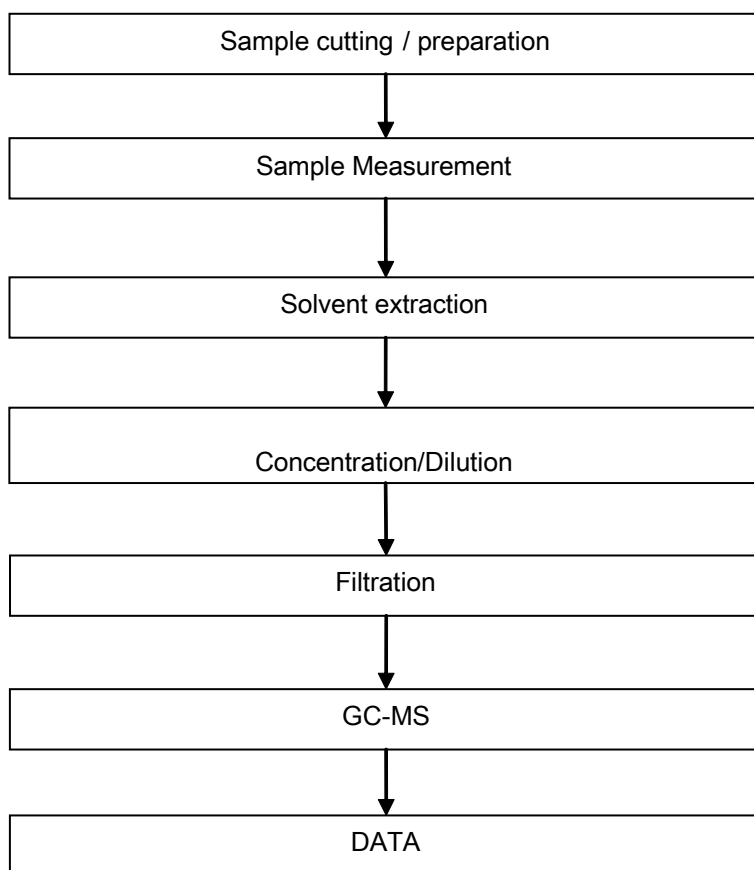 Sample cutting / preparation
Sample Measurement
Solvent extraction
Concentration/Dilution
Filtration
GC-MS
DATA